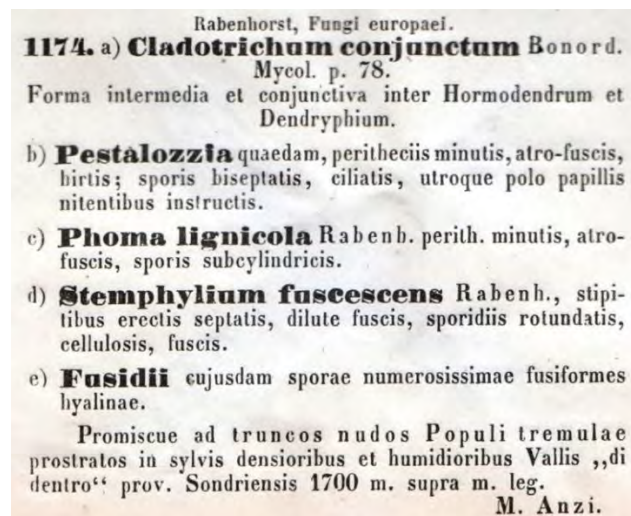 Rabenhorst, Fungi europaei.
1174. a) Cladotrichum conjunctum Bonord.
Mycol. p. 78.
Forma intermedia et conjunctiva inter Hormodendrum et
Dendryphium.
b) Pestalozzia quaedam, peritheciis minutis, atro-fuscis,
hirtis; sporis biseptatis, ciliatis, utroque polo papillis
nitentibus instructis.
c) Phoma lignicola Rabenh. perith. minutis, atro-
fuscis, sporis subcylindricis.
d) Stemphylium fuscescens Rabenh., stipi-
tibus erectis septatis, dilute fuscis, sporidiis rotundatis,
cellulosis, fuscis.
e) Fusidii cujusdam sporae numerosissimae fusiformes
hyalinae.
Promiscue ad truncos nudos Populi tremulae
prostratos in sylvis densioribus et humidioribus Vallis „di
dentro“ prov. Sondriensis 1700 m. supra m. leg.
M. Anzi.